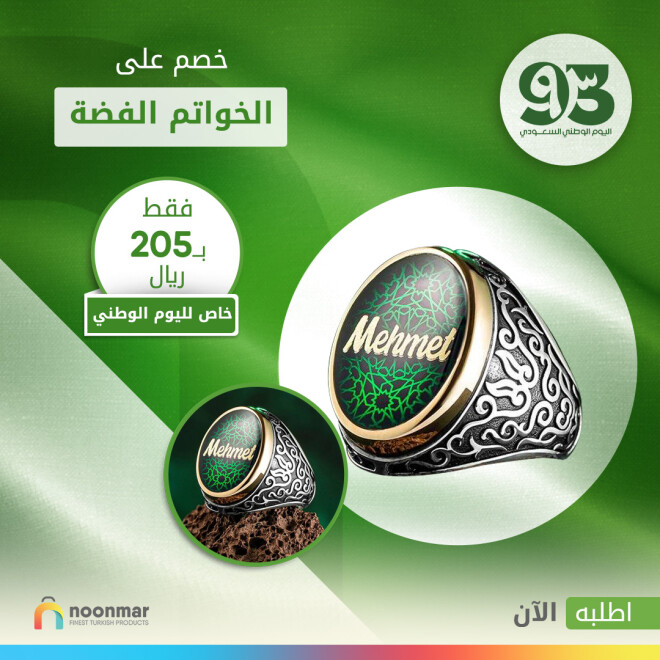 خصم على
الخواتم الفضة
93
اليوم الوطني السعودي
فقط
بـ205
ريال
خاص لليوم الوطني
Mehmet
Mehmet
noonmar
FINEST TURKISH PRODUCTS
اطلبه الآن